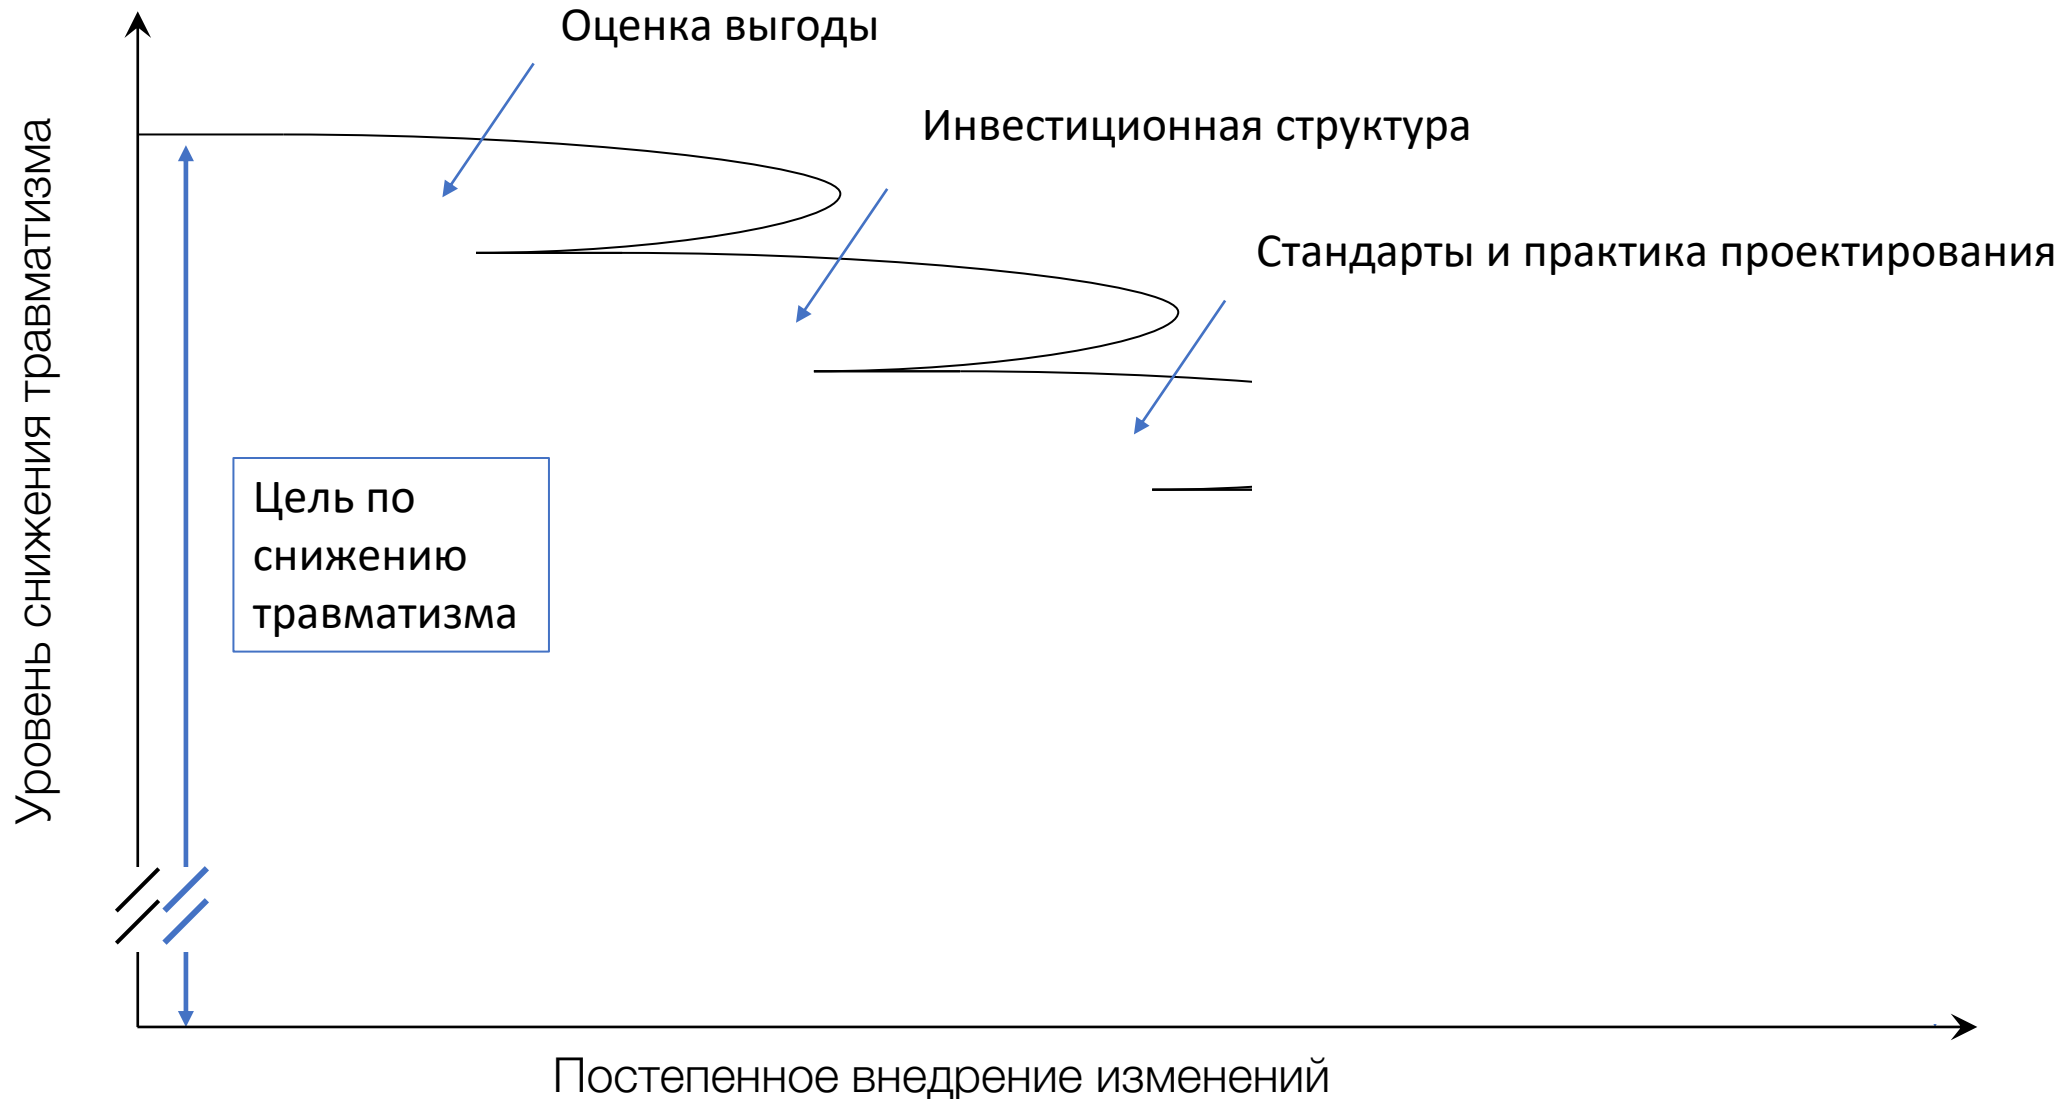 Оценка выгоды
Инвестиционная структура
Стандарты и практика проектирования
Уровень снижения травматизма
Цель по
снижению
травматизма
Постепенное внедрение изменений